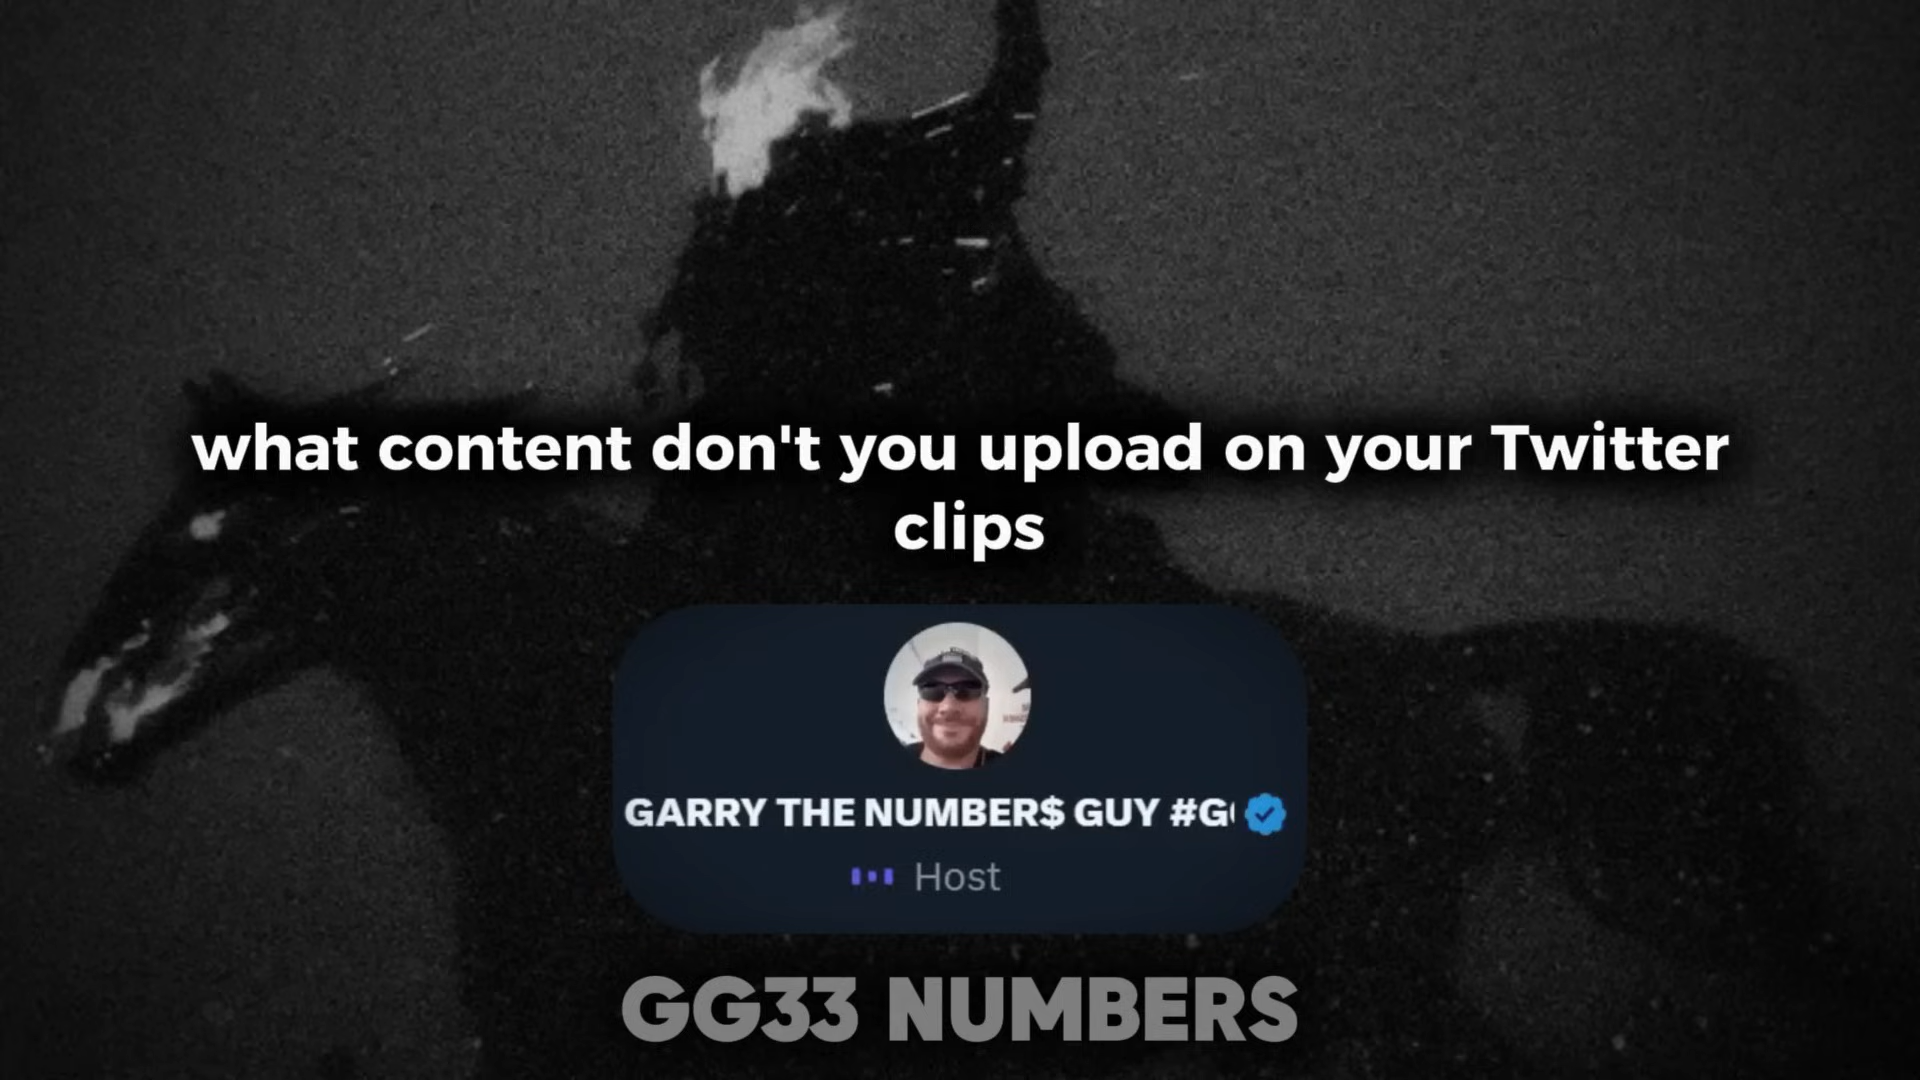 what content don't you upload on your Twitter
clips
GARRY THE NUMBER$ GUY #G
Host
GG33 NUMBERS